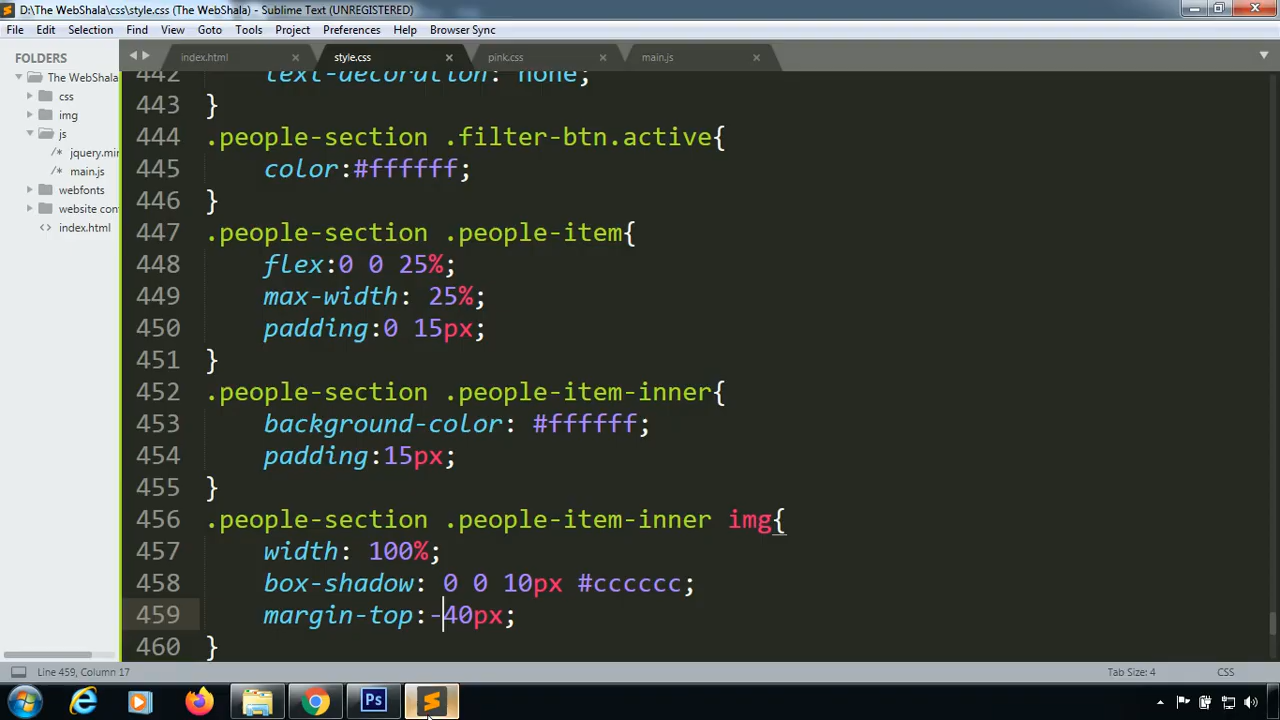 D:\The WebShala\css\style.css (The WebShala) - Sublime Text (UNREGISTERED)
File Edit Selection Find View Goto Tools Project Preferences Help Browser Sync
FOLDERS
The WebShala
css
img
js
/* jquery.mir
/* main.js
webfonts
website con
<> index.html
index.html × style.css × pink.css × main.js ×
442 text-decoration: none;
443 }
444 .people-section .filter-btn.active{
445 color:#ffffff;
446 }
447 .people-section .people-item{
448 flex:0 0 25%;
449 max-width: 25%;
450 padding:0 15px;
451 }
452 .people-section .people-item-inner{
453 background-color: #ffffff;
454 padding:15px;
455 }
456 .people-section .people-item-inner img{
457 width: 100%;
458 box-shadow: 0 0 10px #cccccc;
459 margin-top:-40px;
460 }
Line 459, Column 17 Tab Size: 4 CSS
Ps